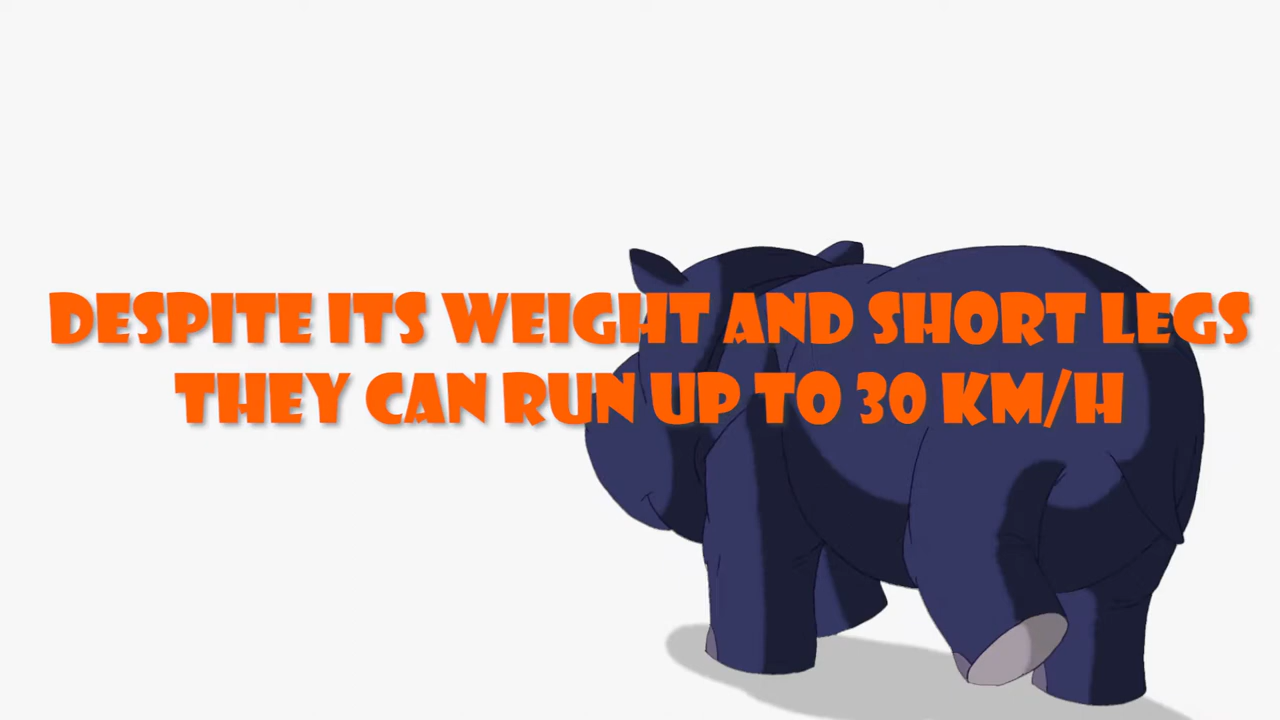 DESPITE ITS WEIGHT AND SHORT LEGS
THEY CAN RUN UP TO 30 KM/H